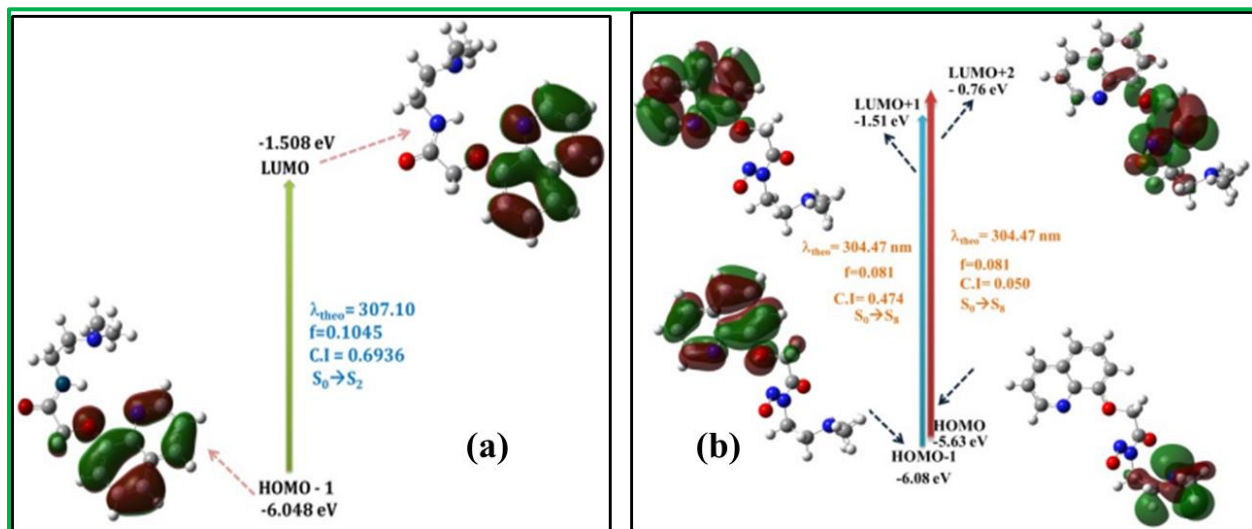 -1.508 eV
LUMO
λtheo= 307.10
f=0.1045
C.I = 0.6936
S0→S2
HOMO - 1
-6.048 eV
(a)
LUMO+1
-1.51 eV
LUMO+2
- 0.76 eV
λtheo= 304.47 nm
f=0.081
C.I= 0.474
S0→S8
λtheo= 304.47 nm
f=0.081
C.I= 0.050
S0→S8
HOMO
-5.63 eV
HOMO-1
-6.08 eV
(b)